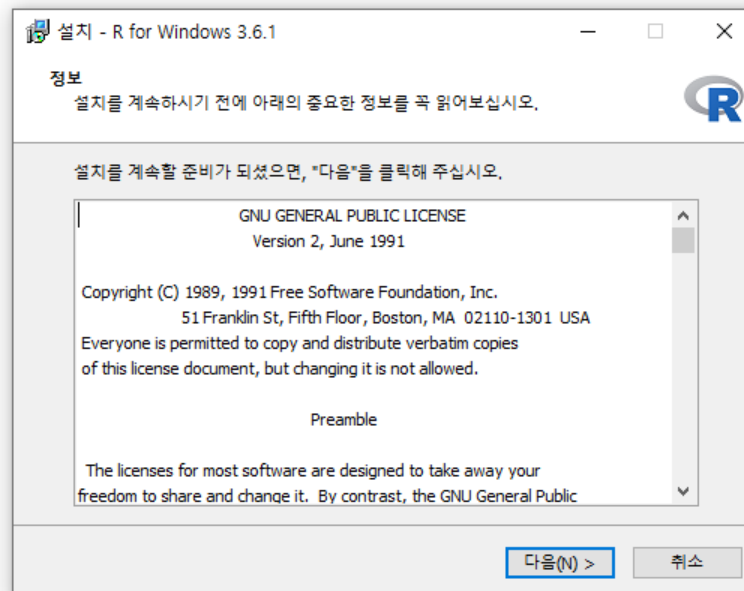 설치 - R for Windows 3.6.1
정보
설치를 계속하시기 전에 아래의 중요한 정보를 꼭 읽어보십시오.
R
설치를 계속할 준비가 되셨으면, "다음"을 클릭해 주십시오.
GNU GENERAL PUBLIC LICENSE
Version 2, June 1991
Copyright (C) 1989, 1991 Free Software Foundation, Inc.
51 Franklin St, Fifth Floor, Boston, MA 02110-1301 USA
Everyone is permitted to copy and distribute verbatim copies
of this license document, but changing it is not allowed.
Preamble
The licenses for most software are designed to take away your
freedom to share and change it. By contrast, the GNU General Public
다음(N) >
취소